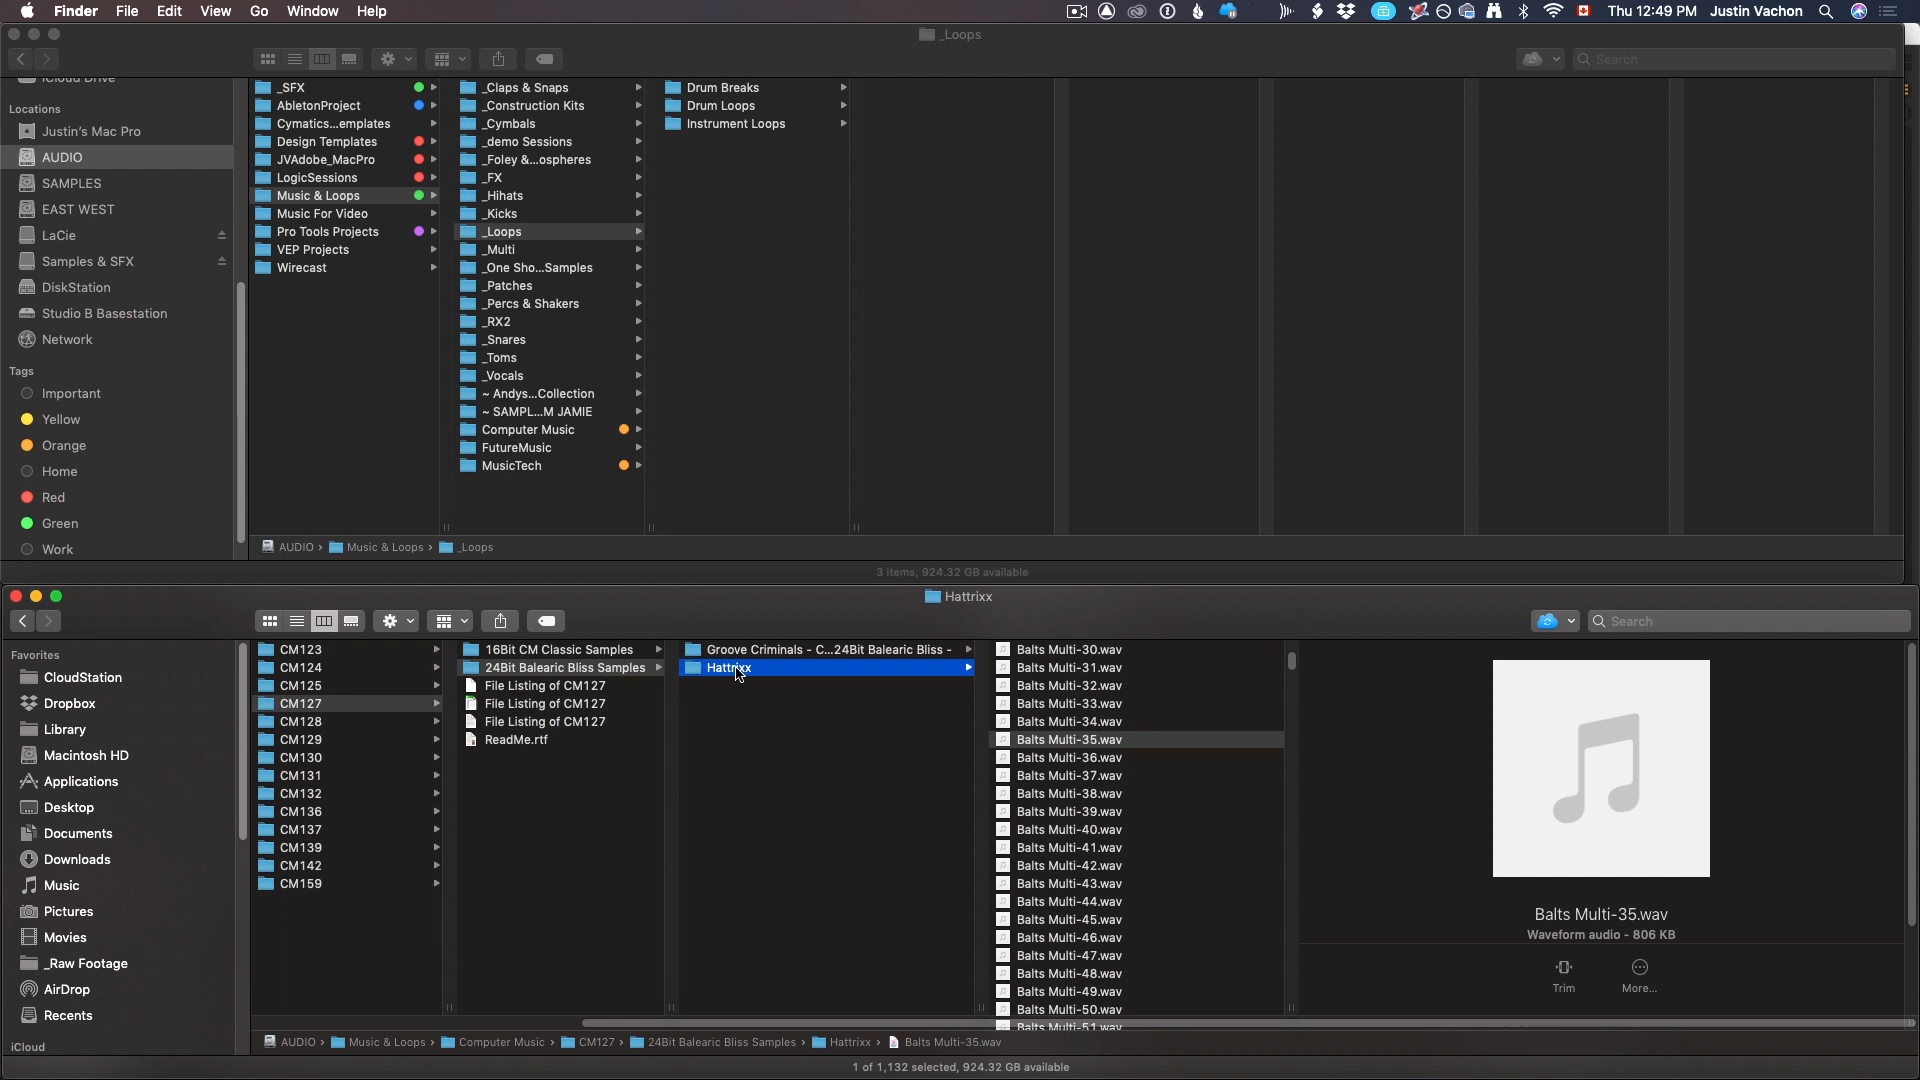 Finder File Edit View Go Window Help
Thu 12:49 PM Justin Vachon
_Loops
Search
iCloud Drive
Locations
Justin's Mac Pro
AUDIO
SAMPLES
EAST WEST
LaCie
Samples & SFX
DiskStation
Studio B Basestation
Network
Tags
Important
Yellow
Orange
Home
Red
Green
Work
_SFX
AbletonProject
Cymatics...emplates
Design Templates
JVAdobe_MacPro
LogicSessions
Music & Loops
Music For Video
Pro Tools Projects
VEP Projects
Wirecast
_Claps & Snaps
_Construction Kits
_Cymbals
_demo Sessions
_Foley &...ospheres
_FX
_Hihats
_Kicks
_Loops
_Multi
_One Sho...Samples
_Patches
_Percs & Shakers
_RX2
_Snares
_Toms
_Vocals
~ Andys...Collection
~ SAMPL...M JAMIE
Computer Music
FutureMusic
MusicTech
Drum Breaks
Drum Loops
Instrument Loops
AUDIO › Music & Loops › _Loops
3 items, 924.32 GB available
Hattrixx
Search
Favorites
CloudStation
Dropbox
Library
Macintosh HD
Applications
Desktop
Documents
Downloads
Music
Pictures
Movies
_Raw Footage
AirDrop
Recents
iCloud
CM123
CM124
CM125
CM127
CM128
CM129
CM130
CM131
CM132
CM136
CM137
CM139
CM142
CM159
16Bit CM Classic Samples
24Bit Balearic Bliss Samples
File Listing of CM127
File Listing of CM127
File Listing of CM127
ReadMe.rtf
Groove Criminals - C...24Bit Balearic Bliss -
Hattrixx
Balts Multi-30.wav
Balts Multi-31.wav
Balts Multi-32.wav
Balts Multi-33.wav
Balts Multi-34.wav
Balts Multi-35.wav
Balts Multi-36.wav
Balts Multi-37.wav
Balts Multi-38.wav
Balts Multi-39.wav
Balts Multi-40.wav
Balts Multi-41.wav
Balts Multi-42.wav
Balts Multi-43.wav
Balts Multi-44.wav
Balts Multi-45.wav
Balts Multi-46.wav
Balts Multi-47.wav
Balts Multi-48.wav
Balts Multi-49.wav
Balts Multi-50.wav
Balts Multi-51.wav
Balts Multi-35.wav
Waveform audio - 806 KB
Trim
More...
AUDIO › Music & Loops › Computer Music › CM127 › 24Bit Balearic Bliss Samples › Hattrixx › Balts Multi-35.wav
1 of 1,132 selected, 924.32 GB available